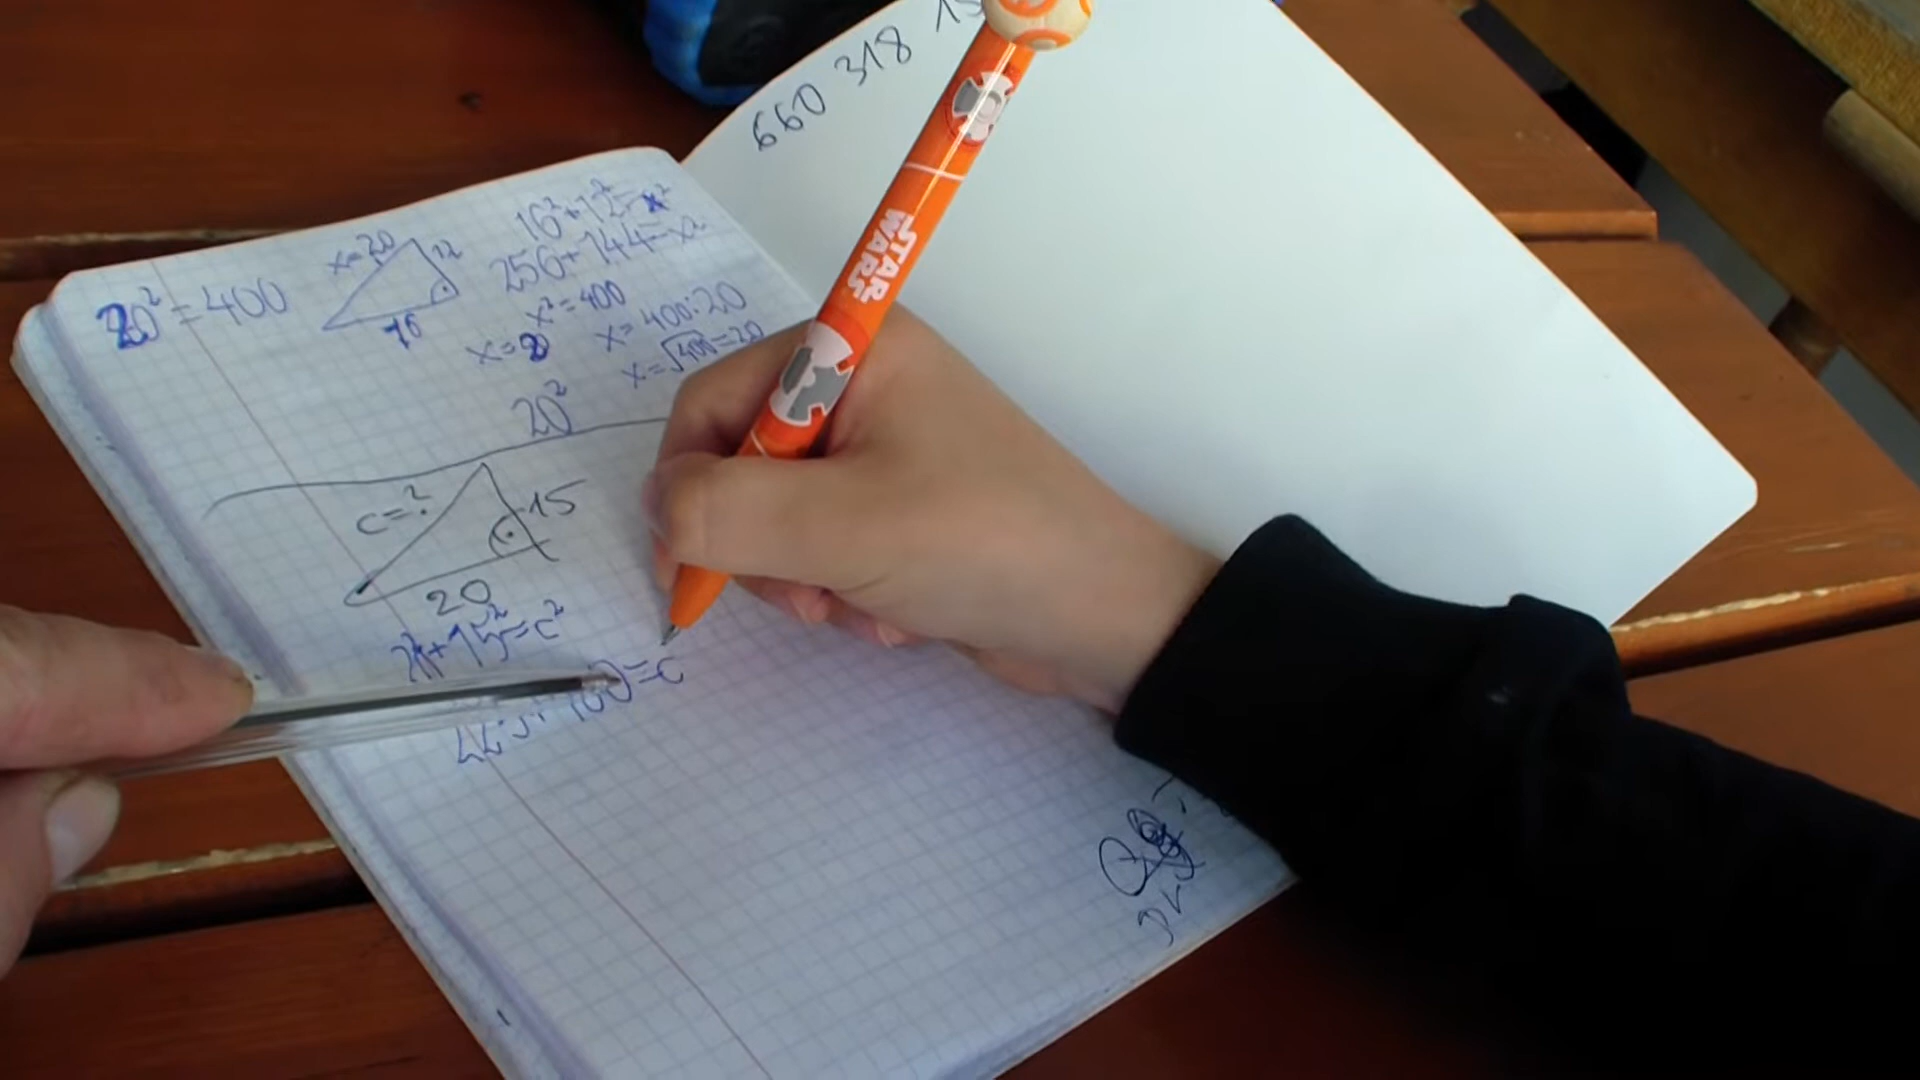 660 318
STAR
WARS
20² = 400
x=20
12
16
16²+12²=x²
256+144=x²
x²=400
x= 400:20
x=
x=√400=20
20²
c=?
15
20
+15²=c²
=c